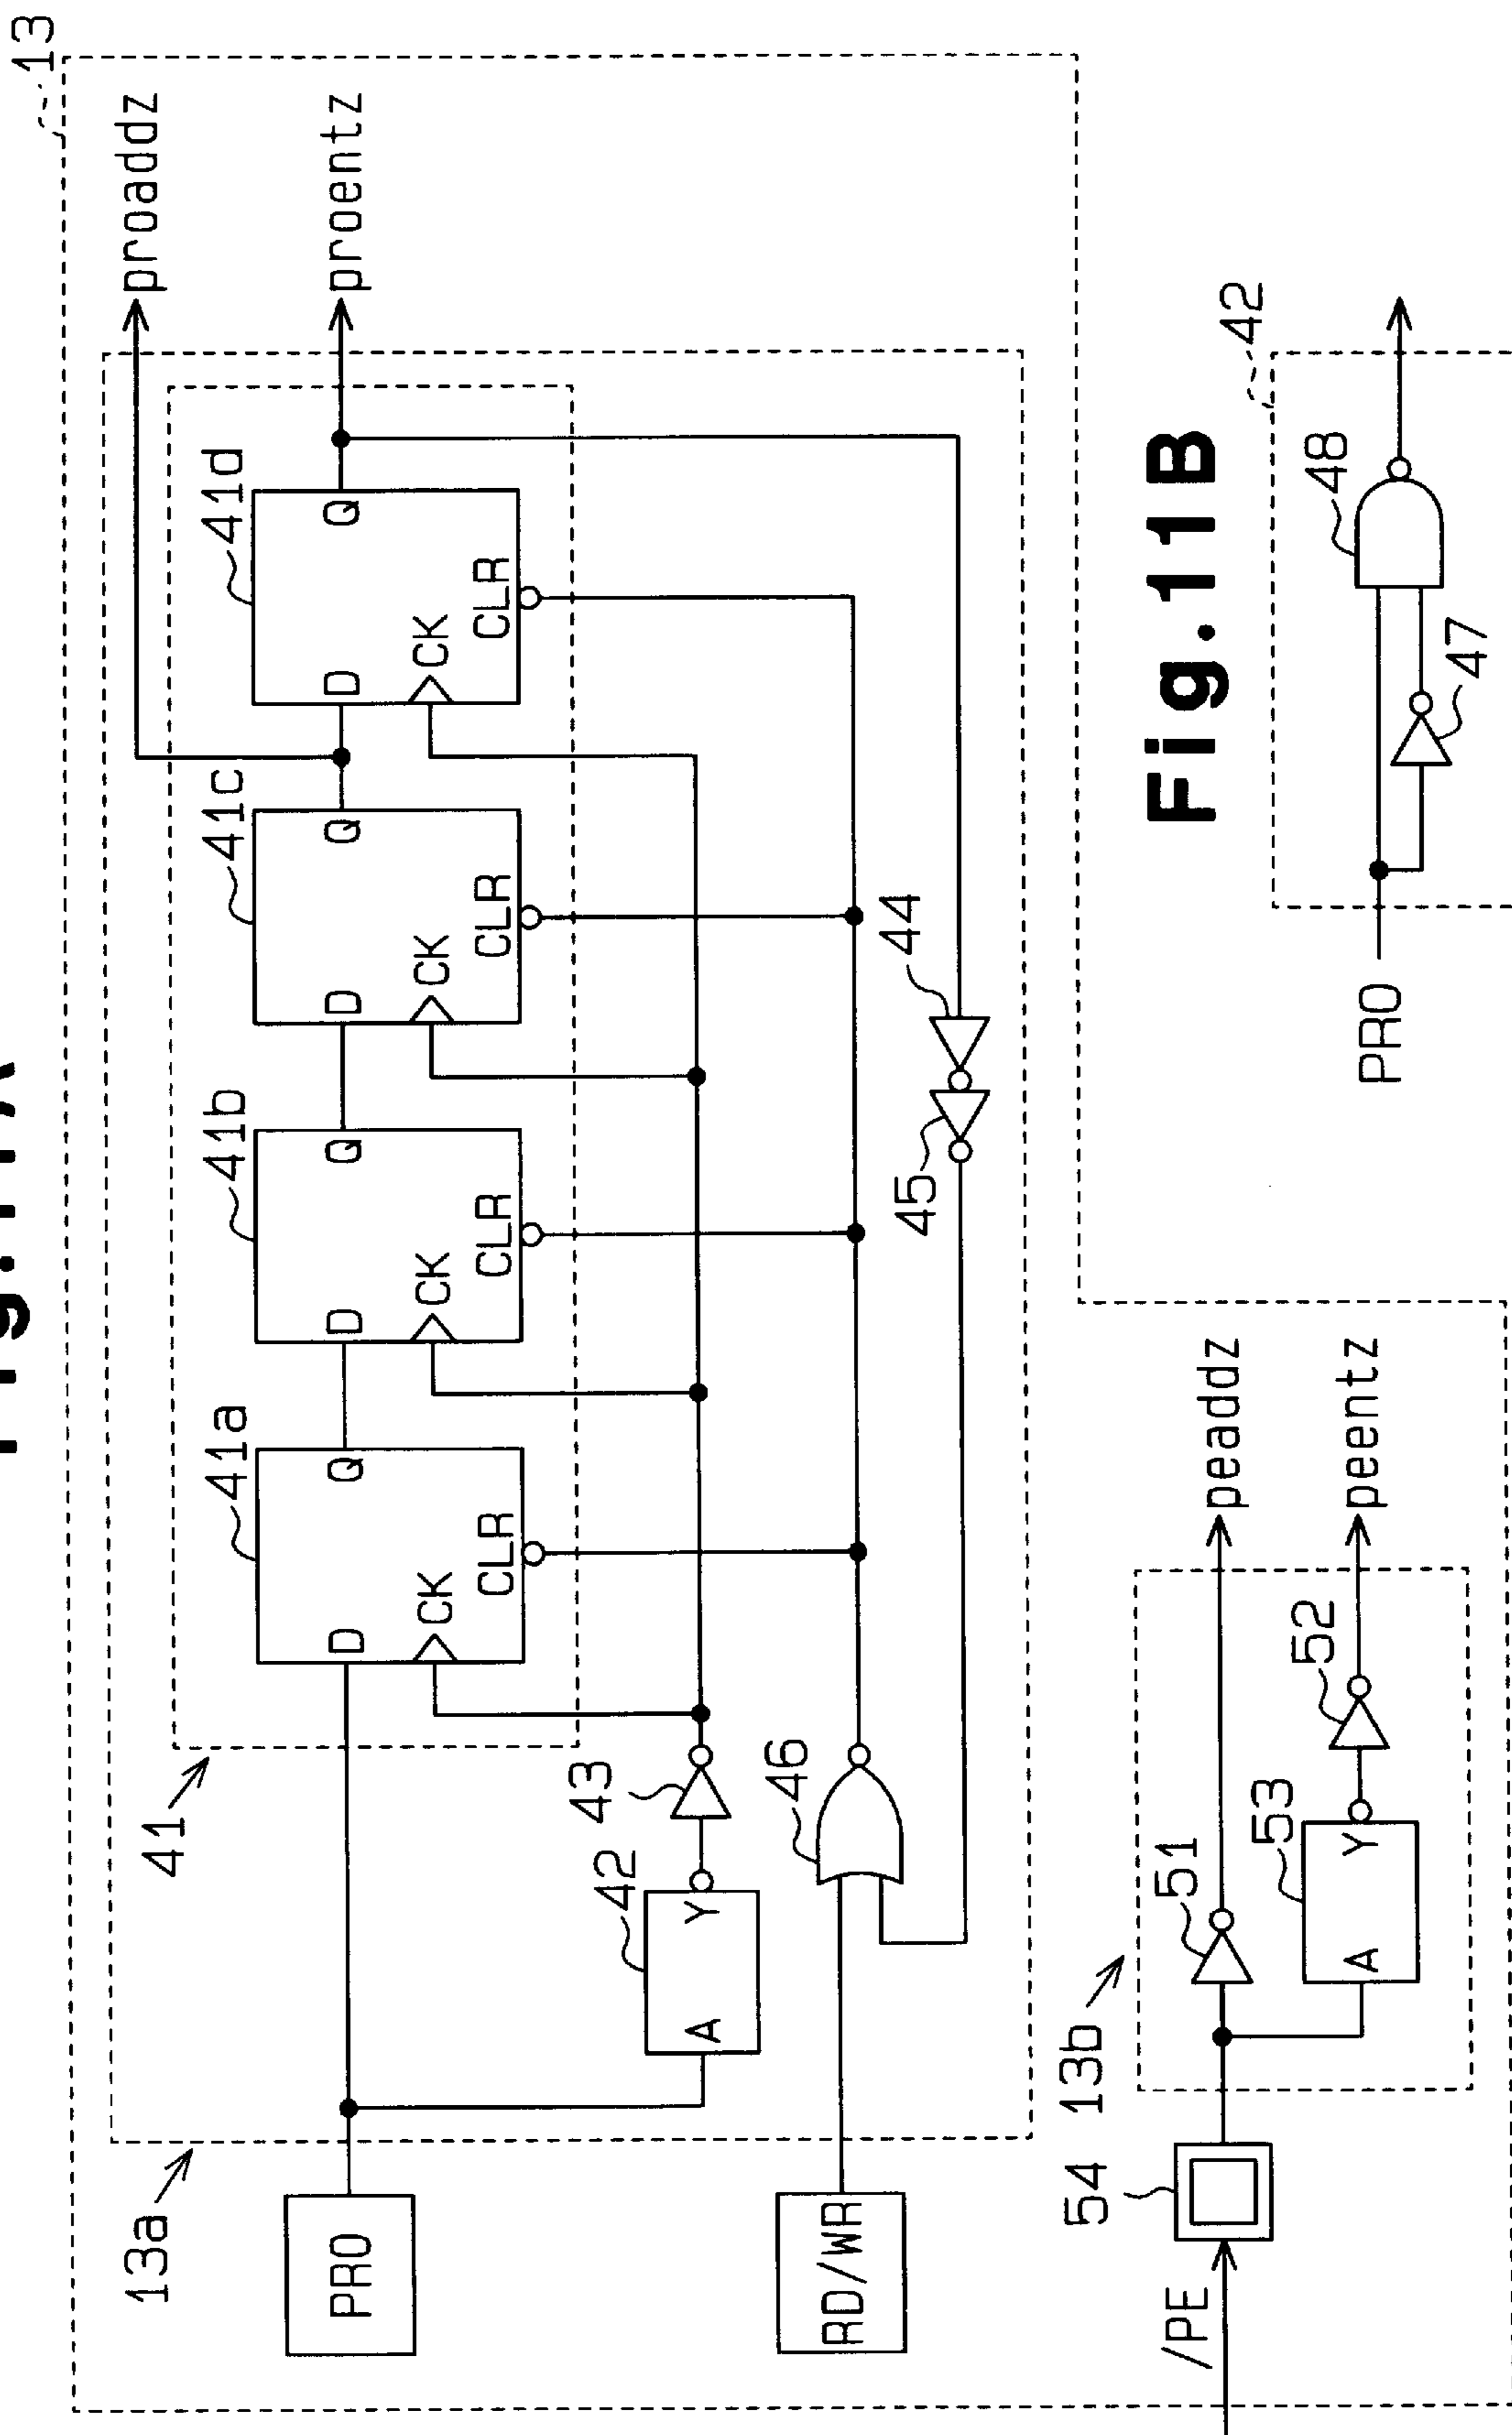 13
proaddz
proentz
13a
41
41a
41b
41c
41d
D
Q
CK
CLR
D
Q
CK
CLR
D
Q
CK
CLR
D
Q
CK
CLR
PRO
42
A
Y
43
44
45
46
RD/WR
/PE
54
13b
51
peaddz
53
A
Y
52
peentz
Fig.11B
42
PRO
47
48